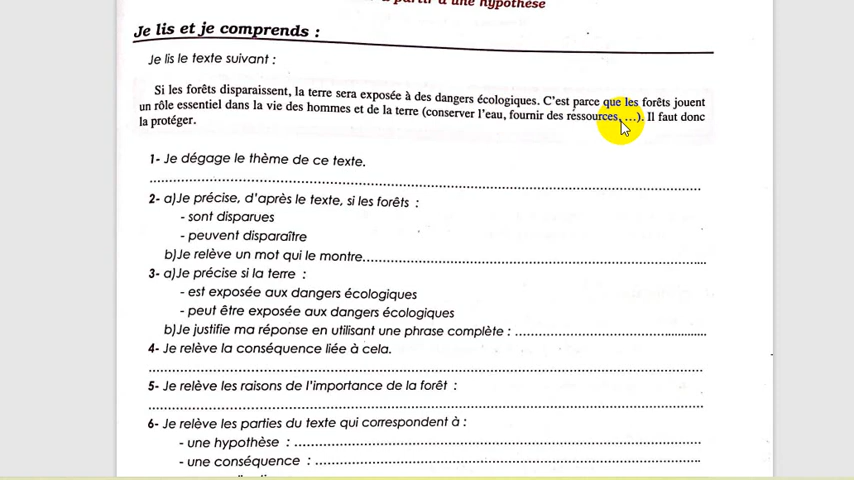 partir d'une hypothèse
Je lis et je comprends :
Je lis le texte suivant :
Si les forêts disparaissent, la terre sera exposée à des dangers écologiques. C'est parce que les forêts jouent
un rôle essentiel dans la vie des hommes et de la terre (conserver l'eau, fournir des ressources, ...). Il faut donc
la protéger.
1- Je dégage le thème de ce texte.
2- a)Je précise, d'après le texte, si les forêts :
- sont disparues
- peuvent disparaître
b)Je relève un mot qui le montre
3- a)Je précise si la terre :
- est exposée aux dangers écologiques
- peut être exposée aux dangers écologiques
b)Je justifie ma réponse en utilisant une phrase complète :
4- Je relève la conséquence liée à cela.
5- Je relève les raisons de l'importance de la forêt :
6- Je relève les parties du texte qui correspondent à :
- une hypothèse :
- une conséquence :